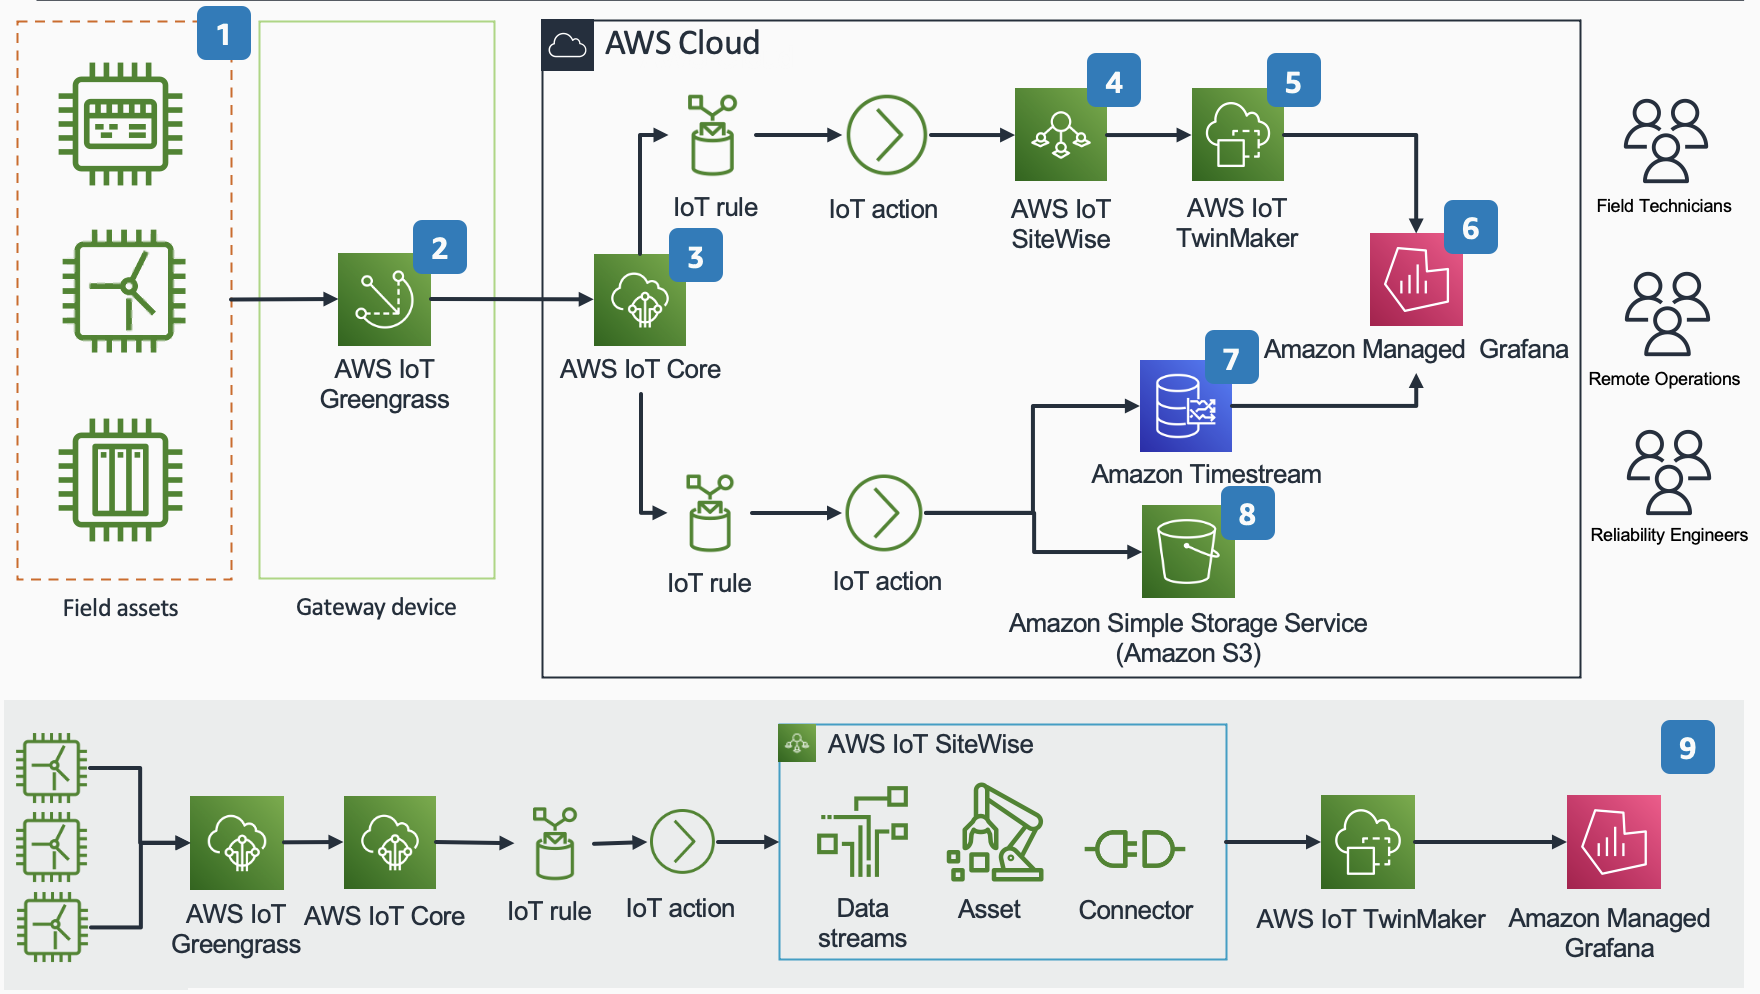 1
AWS Cloud
4
5
IoT rule
IoT action
AWS IoT
SiteWise
AWS IoT
TwinMaker
Field Technicians
2
3
6
AWS IoT
Greengrass
AWS IoT Core
7
Amazon Managed Grafana
Remote Operations
Amazon Timestream
8
IoT rule
IoT action
Reliability Engineers
Field assets
Gateway device
Amazon Simple Storage Service
(Amazon S3)
9
AWS IoT SiteWise
AWS IoT
Greengrass
AWS IoT Core
IoT rule
IoT action
Data
streams
Asset
Connector
AWS IoT TwinMaker
Amazon Managed
Grafana